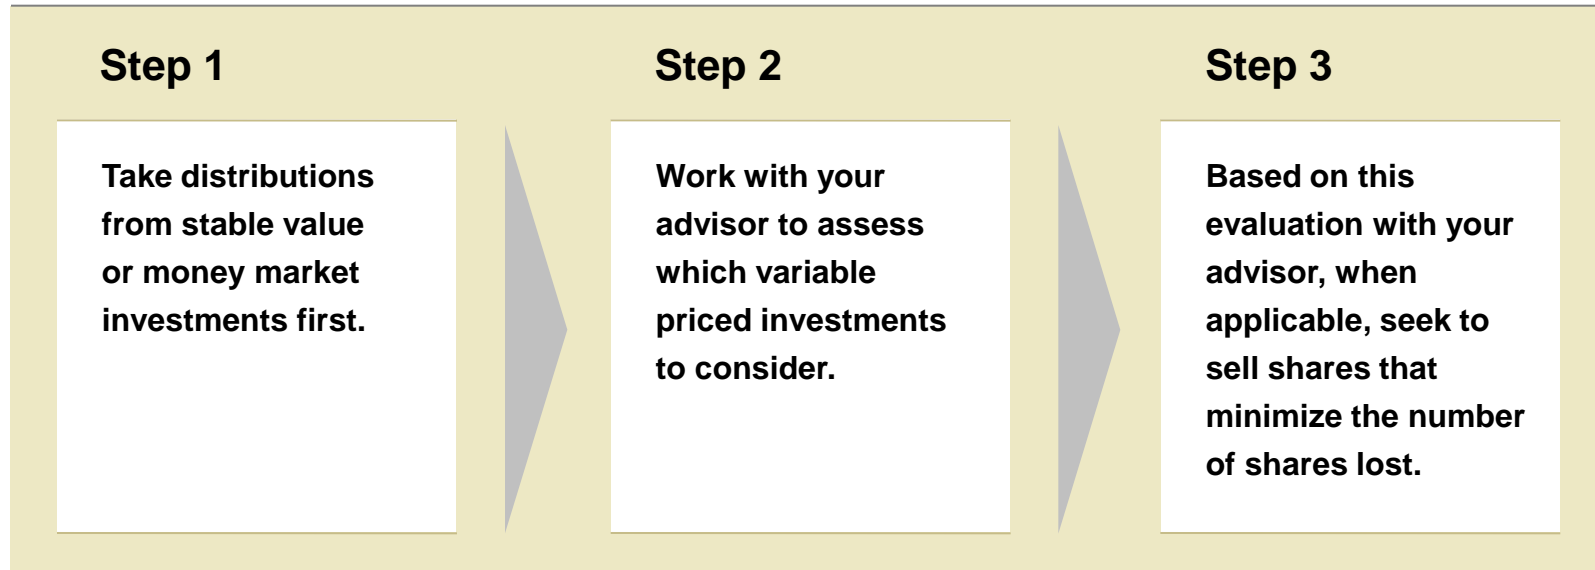 Step 1
Take distributions
from stable value
or money market
investments first.
Step 2
Work with your
advisor to assess
which variable
priced investments
to consider.
Step 3
Based on this
evaluation with your
advisor, when
applicable, seek to
sell shares that
minimize the number
of shares lost.